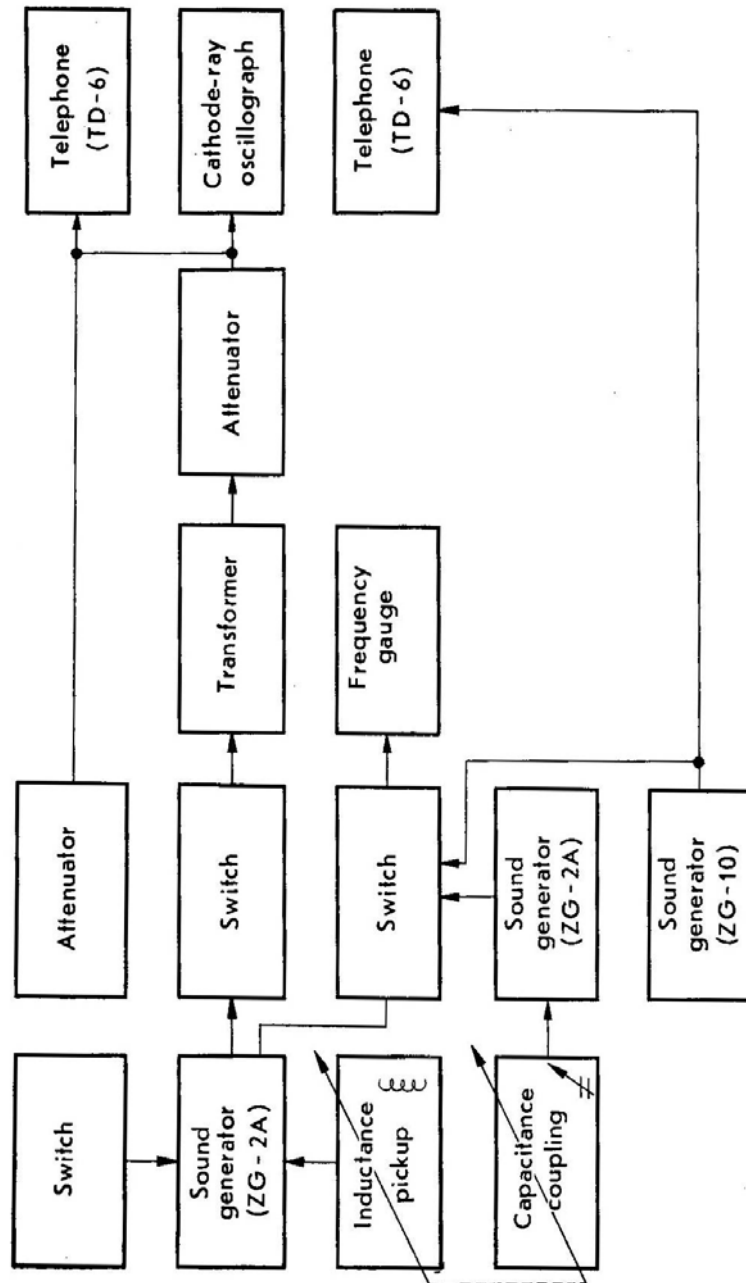 Switch
Attenuator
Telephone
(TD-6)
Sound
generator
(ZG-2A)
Switch
Transformer
Attenuator
Cathode-ray
oscillograph
Inductance
pickup
Switch
Frequency
gauge
Telephone
(TD-6)
Capacitance
coupling
Sound
generator
(ZG-2A)
Sound
generator
(ZG-10)